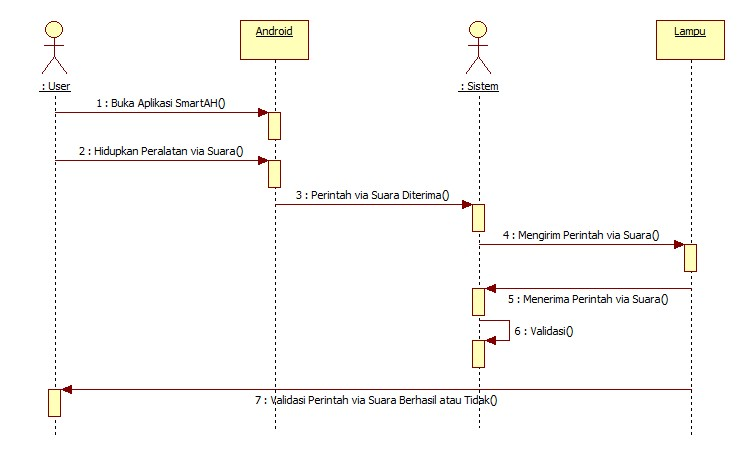 Android
Lampu
: User
: Sistem
1 : Buka Aplikasi SmartAH()
2 : Hidupkan Peralatan via Suara()
3 : Perintah via Suara Diterima()
4 : Mengirim Perintah via Suara()
5 : Menerima Perintah via Suara()
6 : Validasi()
7 : Validasi Perintah via Suara Berhasil atau Tidak()